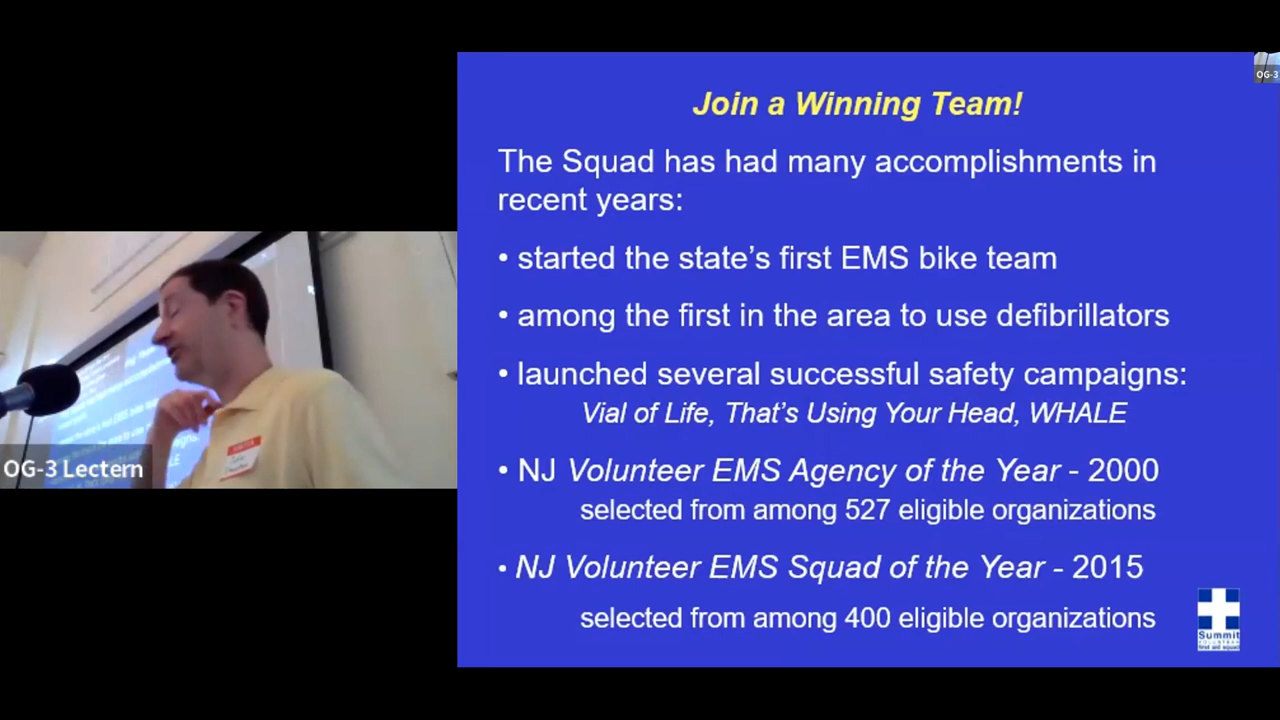 Join a Winning Team!
The Squad has had many accomplishments in
recent years:
• started the state’s first EMS bike team
• among the first in the area to use defibrillators
• launched several successful safety campaigns:
Vial of Life, That’s Using Your Head, WHALE
• NJ Volunteer EMS Agency of the Year - 2000
selected from among 527 eligible organizations
• NJ Volunteer EMS Squad of the Year - 2015
selected from among 400 eligible organizations
Summit
first aid squad
OG-3 Lectern
OG-3